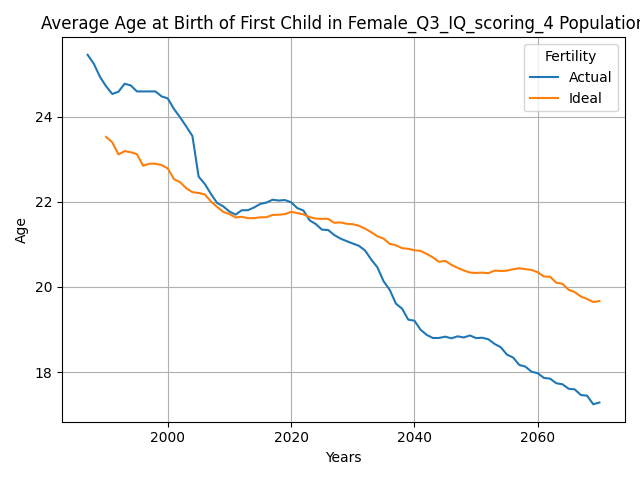 Average Age at Birth of First Child in Female_Q3_IQ_scoring_4 Population
Fertility
Actual
Ideal
24
22
20
18
Age
2000 2020 2040 2060
Years